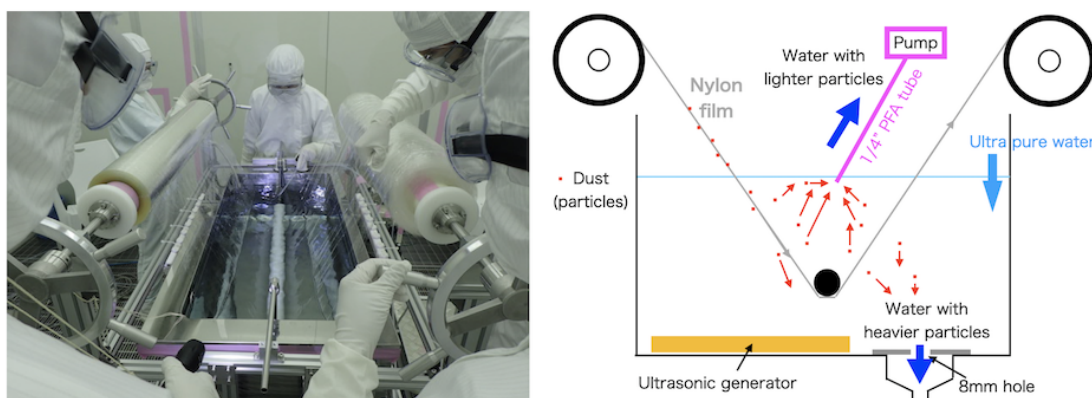 Pump
Water with
lighter particles
Nylon
film
1/4" PFA tube
Ultra pure water
Dust
(particles)
Water with
heavier particles
Ultrasonic generator
8mm hole